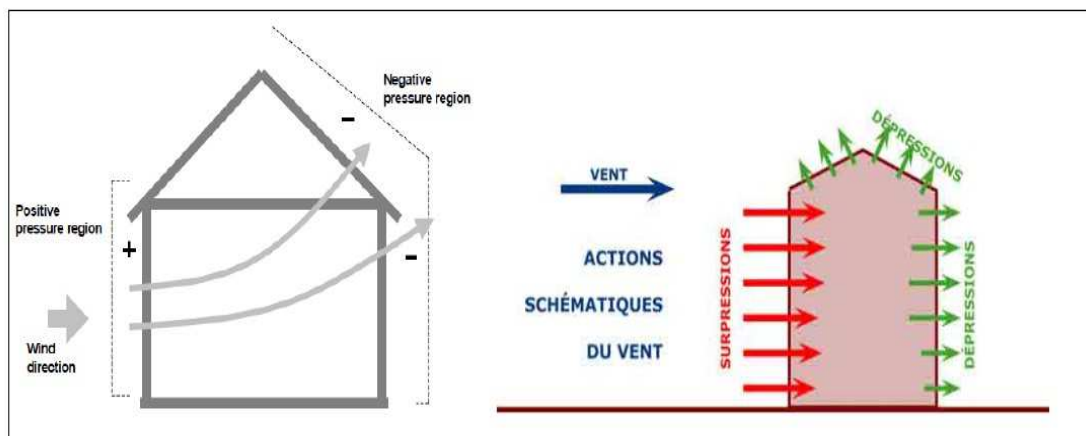 Negative
pressure region
-
Positive
pressure region
+
-
Wind
direction
VENT
ACTIONS
SCHÉMATIQUES
DU VENT
SURPRESSIONS
DÉPRESSIONS
DÉPRESSIONS